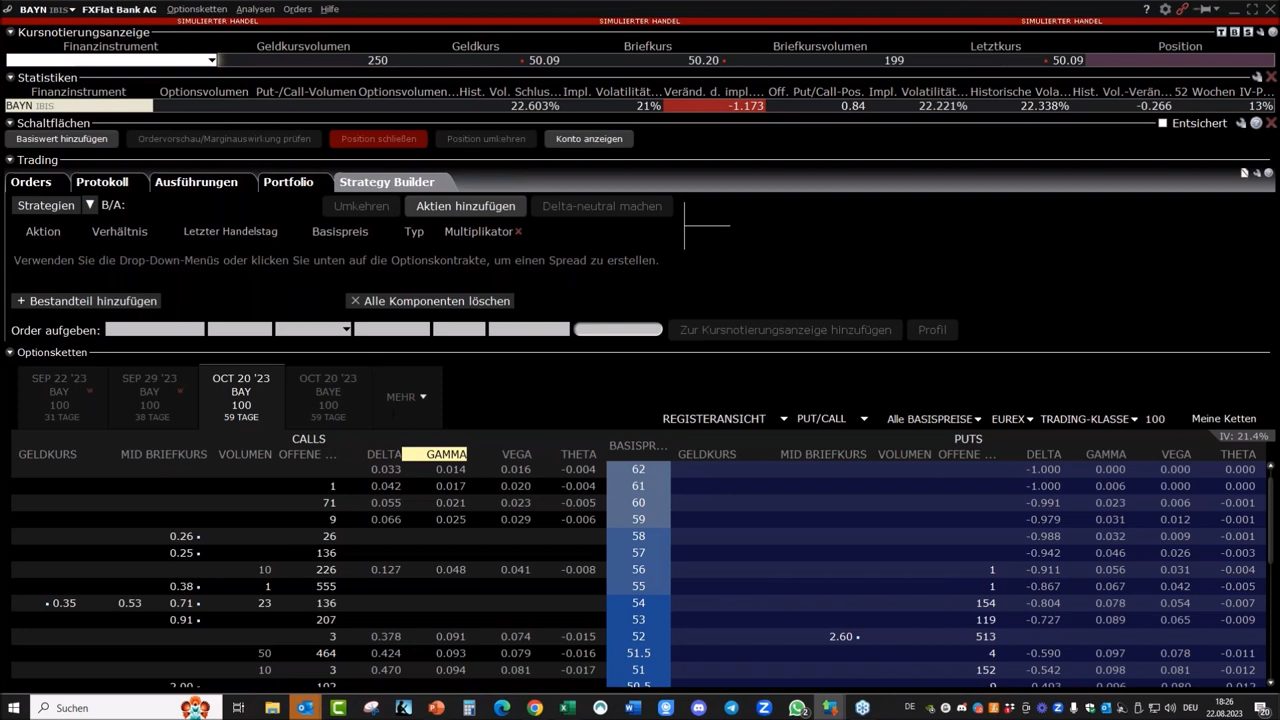 BAYN IBIS FXFlat Bank AG Optionsketten Analysen Orders Hilfe ?
SIMULIERTER HANDEL SIMULIERTER HANDEL SIMULIERTER HANDEL
Kursnotierungsanzeige T B S
Finanzinstrument Geldkursvolumen Geldkurs Briefkurs Briefkursvolumen Letztkurs Position
250 50.09 50.20 199 50.09
Statistiken
Finanzinstrument Optionsvolumen Put-/Call-Volumen Optionsvolumen... Hist. Vol. Schlus... Impl. Volatilität... Veränd. d. impl.... Off. Put/Call-Pos. Impl. Volatilität... Historische Vola... Hist. Vol.-Verän... 52 Wochen IV-P...
BAYN IBIS 22.603% 21% -1.173 0.84 22.221% 22.338% -0.266 13%
Schaltflächen
Basiswert hinzufügen Ordervorschau/Marginauswirkung prüfen Position schließen Position umkehren Konto anzeigen Entsichert
Trading
Orders Protokoll Ausführungen Portfolio Strategy Builder
Strategien B/A: Umkehren Aktien hinzufügen Delta-neutral machen
Aktion Verhältnis Letzter Handelstag Basispreis Typ Multiplikator
Verwenden Sie die Drop-Down-Menüs oder klicken Sie unten auf die Optionskontrakte, um einen Spread zu erstellen.
+ Bestandteil hinzufügen × Alle Komponenten löschen
Order aufgeben: Zur Kursnotierungsanzeige hinzufügen Profil
Optionsketten
SEP 22 '23 SEP 29 '23 OCT 20 '23 OCT 20 '23
BAY BAY BAY BAYE MEHR
100 100 100 100
31 TAGE 38 TAGE 59 TAGE 59 TAGE
REGISTERANSICHT PUT/CALL Alle BASISPREISE EUREX TRADING-KLASSE 100 Meine Ketten
CALLS PUTS IV: 21.4%
GELDKURS MID BRIEFKURS VOLUMEN OFFENE ... DELTA GAMMA VEGA THETA BASISPR... GELDKURS MID BRIEFKURS VOLUMEN OFFENE ... DELTA GAMMA VEGA THETA
0.033 0.014 0.016 -0.004 62 -1.000 0.000 0.000 0.000
1 0.042 0.017 0.020 -0.004 61 -1.000 0.006 0.000 0.000
71 0.055 0.021 0.023 -0.005 60 -0.991 0.023 0.006 -0.001
9 0.066 0.025 0.029 -0.006 59 -0.979 0.031 0.012 -0.001
0.26 26 58 -0.988 0.032 0.009 -0.001
0.25 136 57 -0.942 0.046 0.026 -0.003
10 226 0.127 0.048 0.041 -0.008 56 1 -0.911 0.056 0.031 -0.004
0.38 1 555 55 1 -0.867 0.067 0.042 -0.005
0.35 0.53 0.71 23 136 54 154 -0.804 0.078 0.054 -0.007
0.91 207 53 119 -0.727 0.089 0.065 -0.009
3 0.378 0.091 0.074 -0.015 52 2.60 513
50 464 0.424 0.093 0.079 -0.016 51.5 4 -0.590 0.097 0.078 -0.011
10 3 0.470 0.094 0.081 -0.017 51 152 -0.542 0.098 0.081 -0.012
2.00 102 50.5 9 -0.493 0.096 0.081 -0.012
Suchen 2 DE DEU 18:26
22.08.2023 20